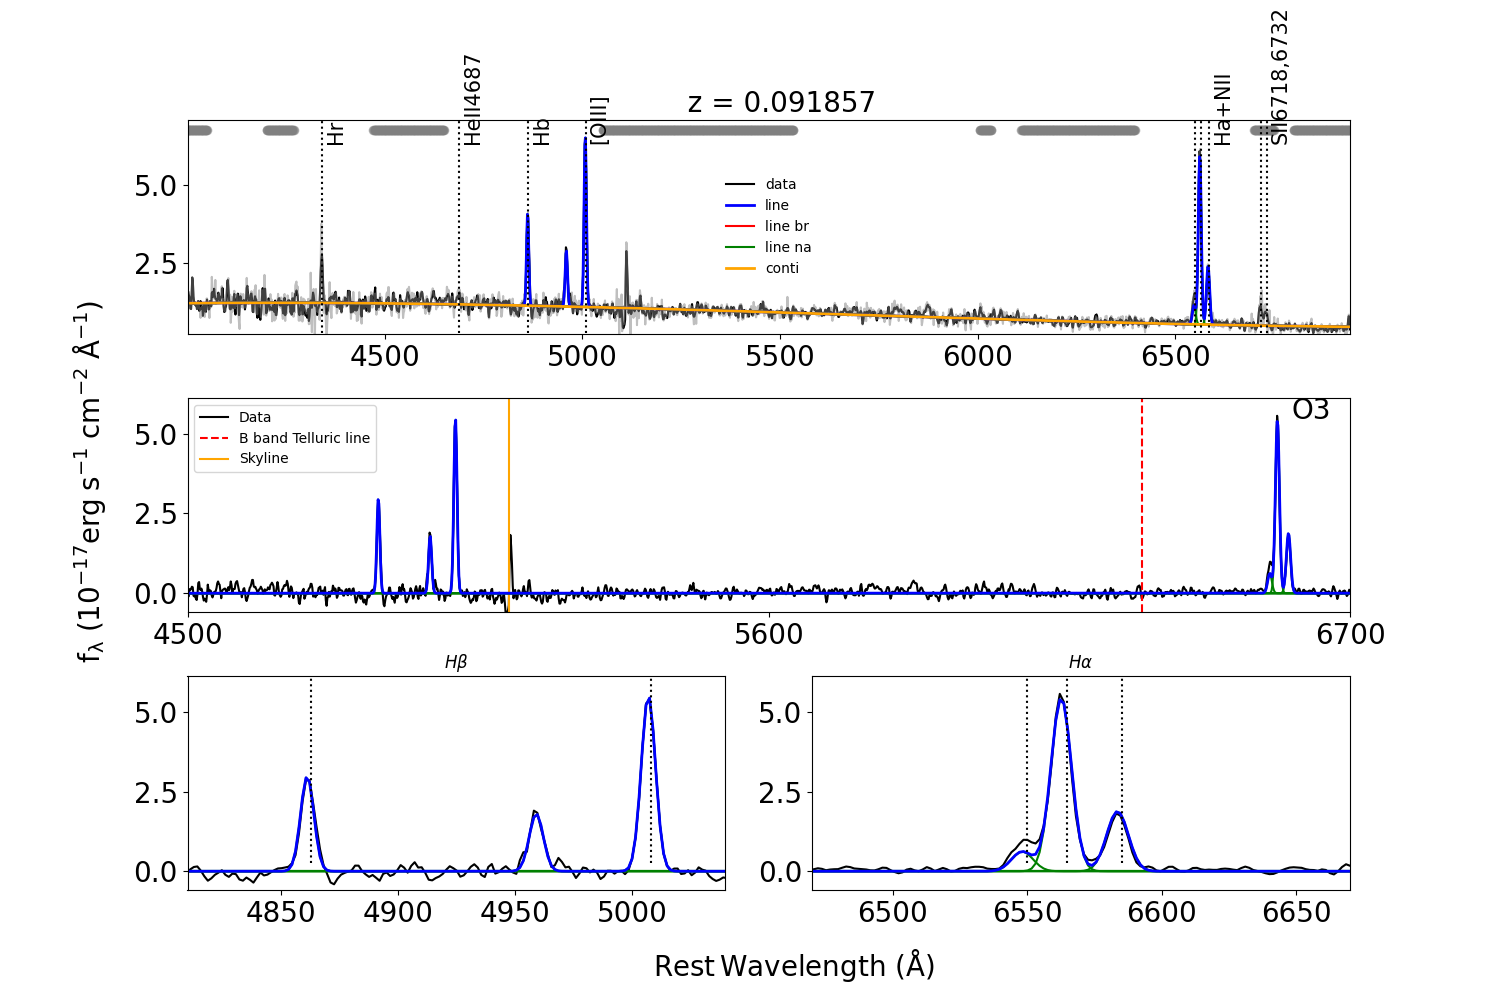 z = 0.091857
Hr
HeII4687
Hb
[OIII]
Ha+NII
SII6718,6732
5.0
2.5
data
line
line br
line na
conti
4500
5000
5500
6000
6500
O3
Data
B band Telluric line
Skyline
5.0
2.5
0.0
4500
5600
6700
fλ (10−17erg s−1 cm−2 Å−1)
Hβ
5.0
2.5
0.0
4850
4900
4950
5000
Hα
5.0
2.5
0.0
6500
6550
6600
6650
Rest Wavelength (Å)